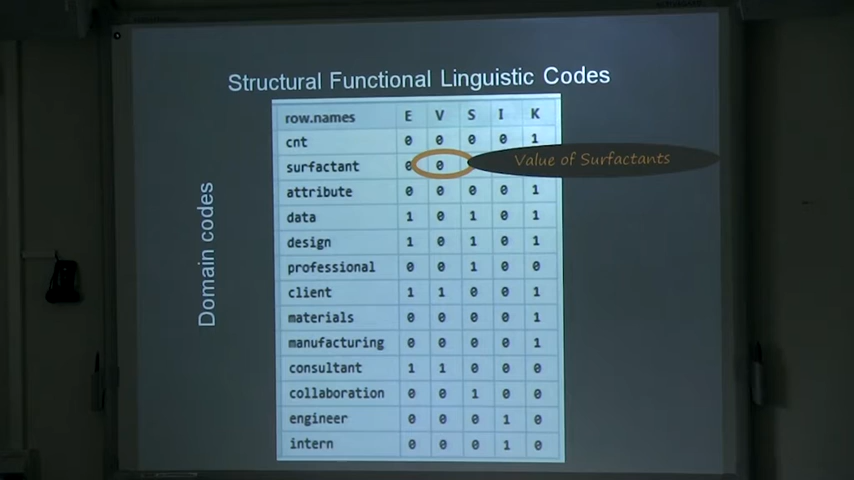 Structural Functional Linguistic Codes
Domain codes
row.names E V S I K
cnt 0 0 0 0 1
surfactant 0 0
Value of Surfactants
attribute 0 0 0 0 1
data 1 0 1 0 1
design 1 0 1 0 1
professional 0 0 1 0 0
client 1 1 0 0 1
materials 0 0 0 0 1
manufacturing 0 0 0 0 1
consultant 1 1 0 0 0
collaboration 0 0 1 0 0
engineer 0 0 0 1 0
intern 0 0 0 1 0